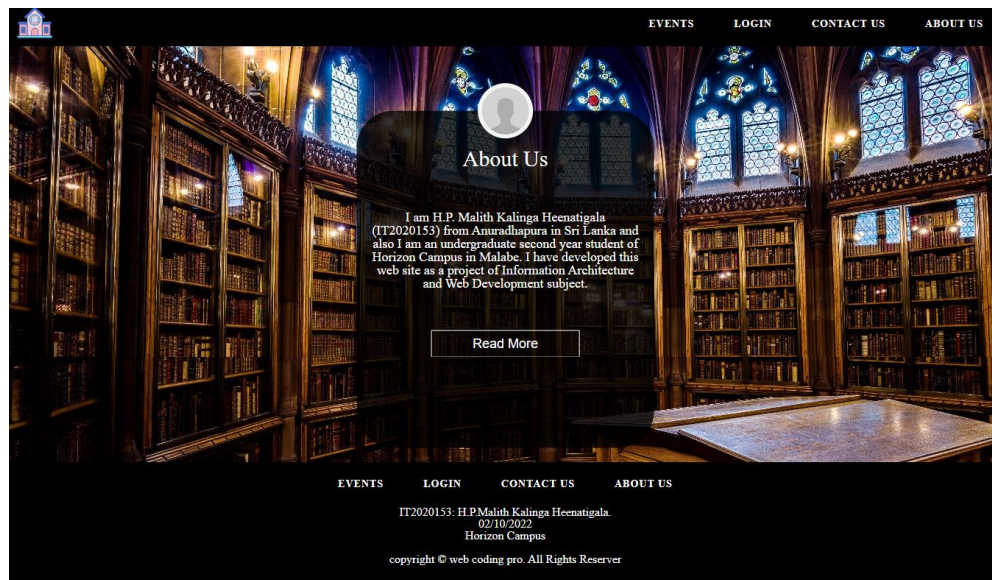 EVENTS LOGIN CONTACT US ABOUT US
About Us
I am H.P. Malith Kalinga Heenatigala
(IT2020153) from Anuradhapura in Sri Lanka and
also I am an undergraduate second year student of
Horizon Campus in Malabe. I have developed this
web site as a project of Information Architecture
and Web Development subject.
Read More
EVENTS LOGIN CONTACT US ABOUT US
IT2020153: H.P.Malith Kalinga Heenatigala.
02/10/2022
Horizon Campus
copyright © web coding pro. All Rights Reserver